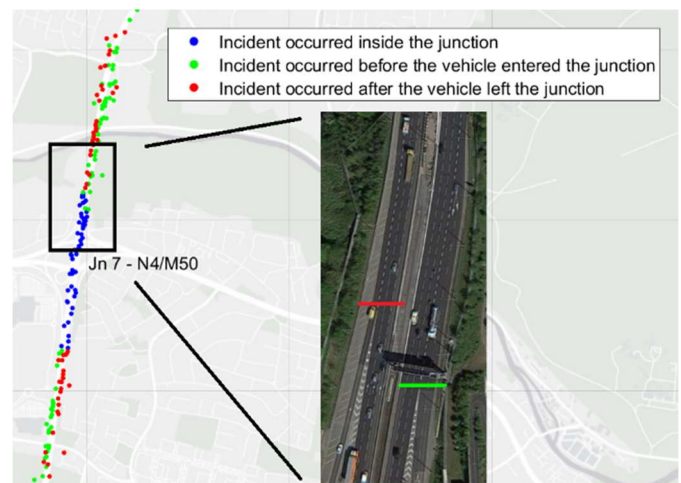 Incident occurred inside the junction
Incident occurred before the vehicle entered the junction
Incident occurred after the vehicle left the junction
Jn 7 - N4/M50